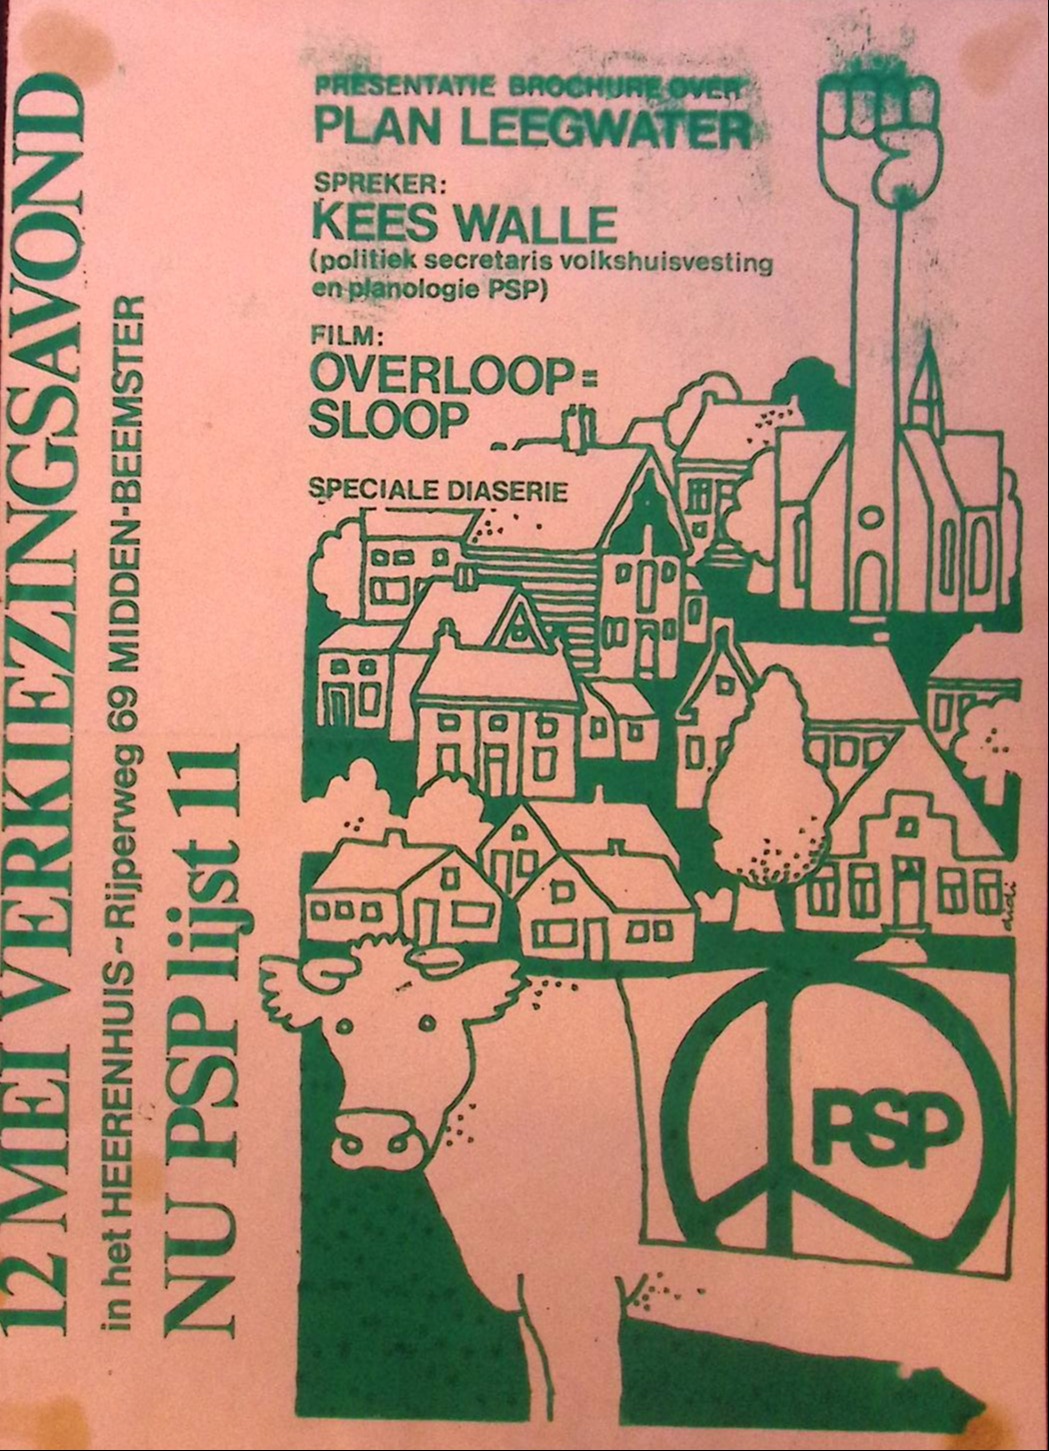 12 MEI VERKIEZINGSAVOND
in het HEERENHUIS ~ Rijperweg 69 MIDDEN-BEEMSTER
NU PSP lijst 11
PRESENTATIE BROCHURE OVER
PLAN LEEGWATER
SPREKER:
KEES WALLE
(politiek secretaris volkshuisvesting
en planologie PSP)
FILM:
OVERLOOP =
SLOOP
SPECIALE DIASERIE
PSP